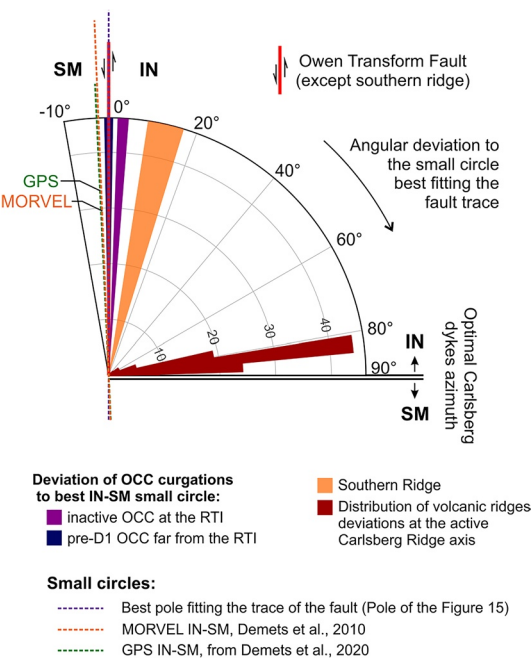 SM
IN
Owen Transform Fault
(except southern ridge)
-10°
0°
20°
40°
60°
80°
90°
Angular deviation to
the small circle
best fitting the
fault trace
GPS
MORVEL
10
20
30
40
IN
SM
Optimal Carlsberg
dykes azimuth
Deviation of OCC curgations
to best IN-SM small circle:
inactive OCC at the RTI
pre-D1 OCC far from the RTI
Southern Ridge
Distribution of volcanic ridges
deviations at the active
Carlsberg Ridge axis
Small circles:
Best pole fitting the trace of the fault (Pole of the Figure 15)
MORVEL IN-SM, Demets et al., 2010
GPS IN-SM, from Demets et al., 2020